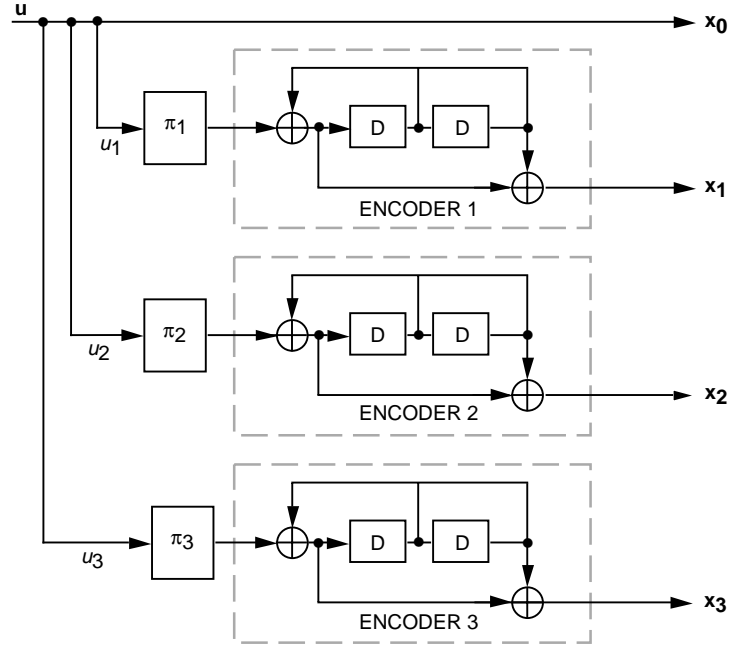 u
x0
π1
D
D
u1
x1
ENCODER 1
π2
D
D
u2
x2
ENCODER 2
π3
D
D
u3
x3
ENCODER 3